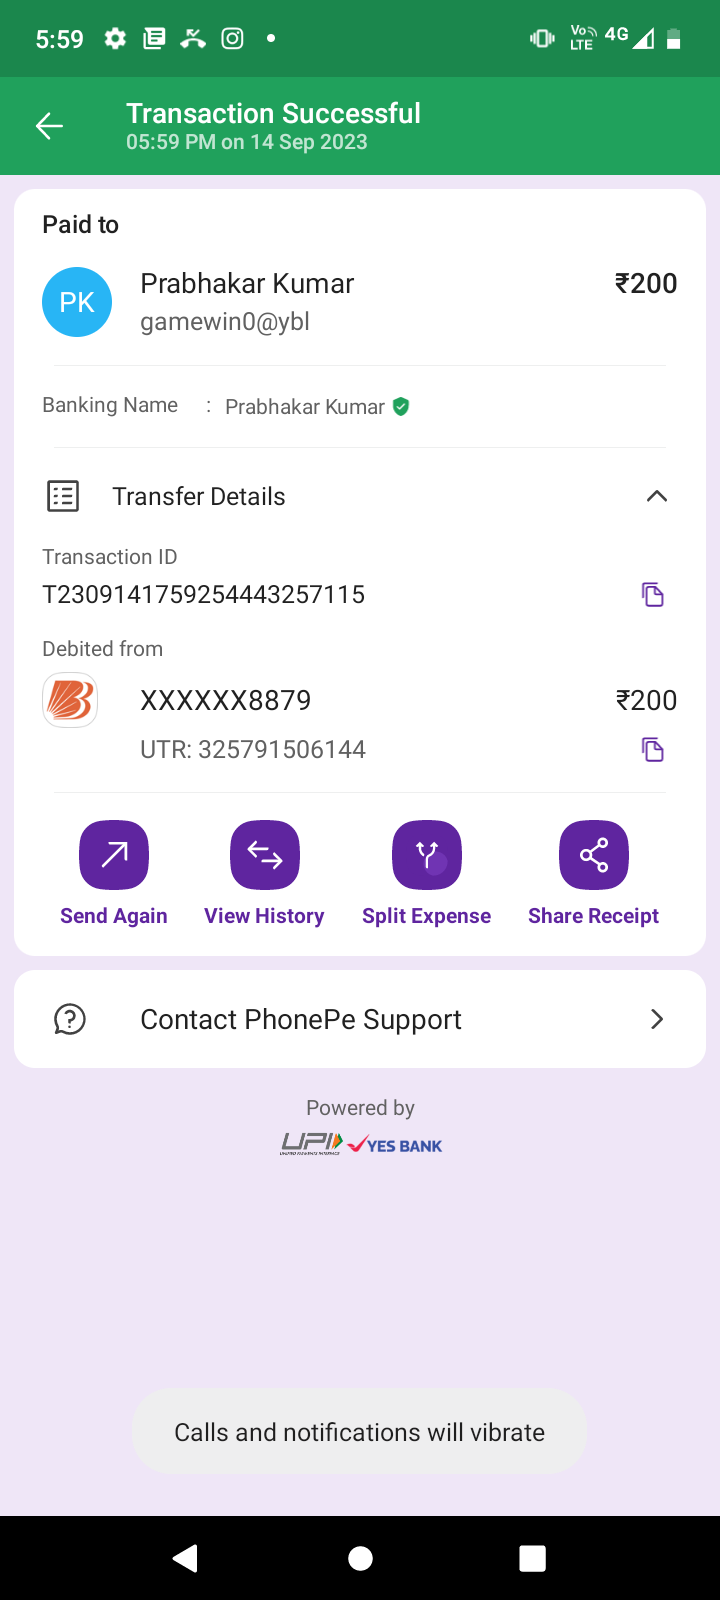 5:59 Vo LTE 4G
Transaction Successful
05:59 PM on 14 Sep 2023
Paid to
PK Prabhakar Kumar ₹200
gamewin0@ybl
Banking Name : Prabhakar Kumar
Transfer Details
Transaction ID
T2309141759254443257115
Debited from
XXXXXX8879 ₹200
UTR: 325791506144
Send Again View History Split Expense Share Receipt
Contact PhonePe Support
Powered by
UPI YES BANK
UNIFIED PAYMENTS INTERFACE
Calls and notifications will vibrate